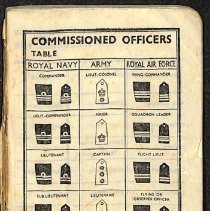 COMMISSIONED OFFICERS
TABLE
ROYAL NAVY ARMY ROYAL AIR FORCE
COMMANDER LIEUT-COLONEL WING-COMMANDER
LIEUT-COMMANDER MAJOR SQUADRON LEADER
LIEUTENANT CAPTAIN FLIGHT LIEUT.
SUB-LIEUTENANT LIEUTENANT FLYING OR
OBSERVER OFFICER